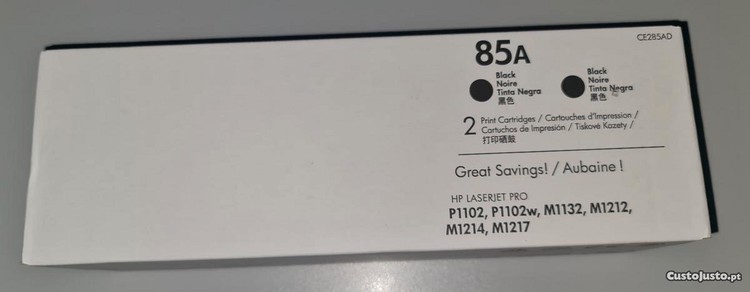 85A
CE285AD
Black
Noire
Tinta Negra
黑色
Black
Noire
Tinta Negra
黑色
2 Print Cartridges / Cartouches d'Impression /
Cartuchos de Impresión / Tiskové Kazety /
打印硒鼓
Great Savings! / Aubaine !
HP LASERJET PRO
P1102, P1102w, M1132, M1212,
M1214, M1217
CustoJusto.pt